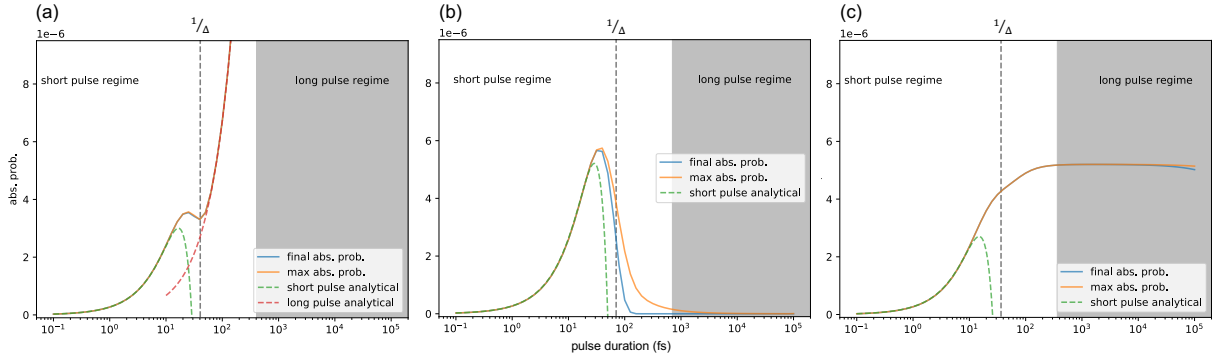 (a)
1/Δ
1e−6
short pulse regime
long pulse regime
8
6
4
2
0
abs. prob.
final abs. prob.
max abs. prob.
short pulse analytical
long pulse analytical
10⁻¹ 10⁰ 10¹ 10² 10³ 10⁴ 10⁵
(b)
1/Δ
1e−6
short pulse regime
long pulse regime
8
6
4
2
0
final abs. prob.
max abs. prob.
short pulse analytical
10⁻¹ 10⁰ 10¹ 10² 10³ 10⁴ 10⁵
pulse duration (fs)
(c)
1/Δ
1e−6
short pulse regime
long pulse regime
8
6
4
2
0
final abs. prob.
max abs. prob.
short pulse analytical
10⁻¹ 10⁰ 10¹ 10² 10³ 10⁴ 10⁵